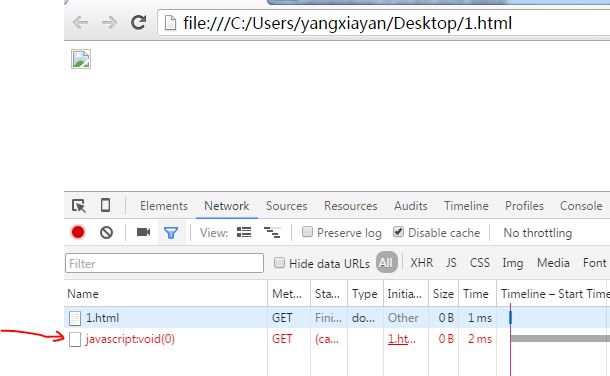 file:///C:/Users/yangxiayan/Desktop/1.html
Elements Network Sources Resources Audits Timeline Profiles Console
View: Preserve log Disable cache No throttling
Filter Hide data URLs All XHR JS CSS Img Media Font
Name Met... Sta... Type Initia... Size Time Timeline – Start Time
1.html GET Fini... do... Other 0 B 1 ms
javascript:void(0) GET (ca... 1.ht... 0 B 2 ms